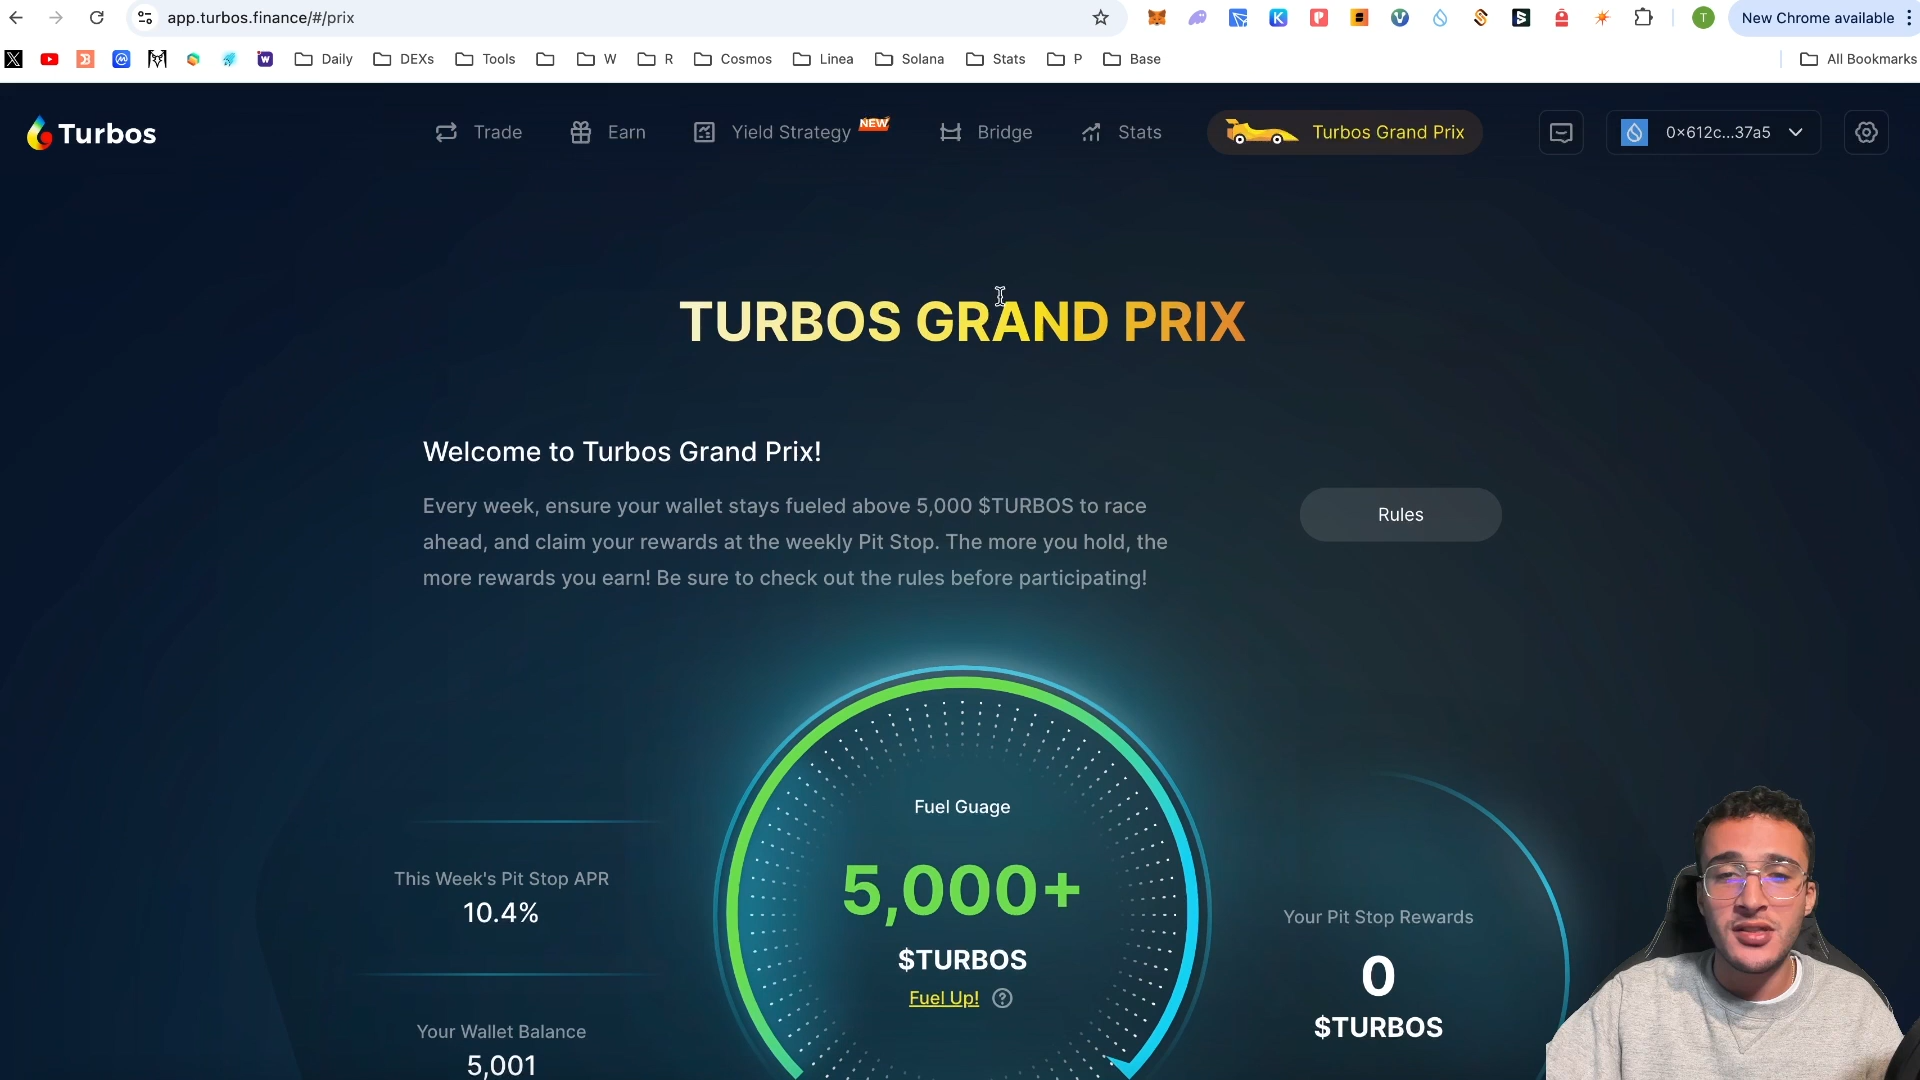 app.turbos.finance/#/prix
T
New Chrome available
Daily
DEXs
Tools
W
R
Cosmos
Linea
Solana
Stats
P
Base
All Bookmarks
Turbos
Trade
Earn
Yield Strategy
NEW
Bridge
Stats
Turbos Grand Prix
0×612c...37a5
TURBOS GRAND PRIX
Welcome to Turbos Grand Prix!
Every week, ensure your wallet stays fueled above 5,000 $TURBOS to race
ahead, and claim your rewards at the weekly Pit Stop. The more you hold, the
more rewards you earn! Be sure to check out the rules before participating!
Rules
Fuel Guage
5,000+
$TURBOS
Fuel Up!
?
This Week's Pit Stop APR
10.4%
Your Wallet Balance
5,001
Your Pit Stop Rewards
0
$TURBOS